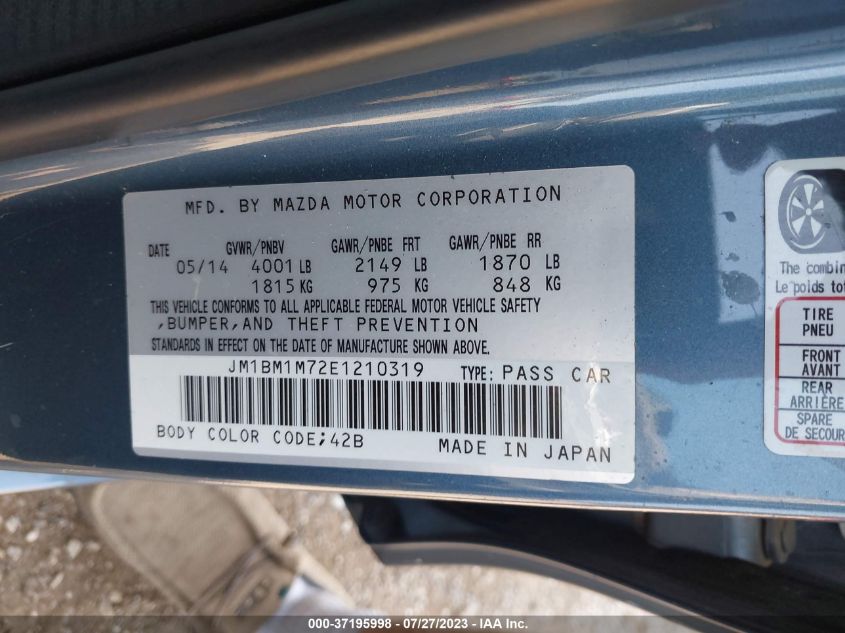 MFD. BY MAZDA MOTOR CORPORATION
DATE GVWR/PNBV GAWR/PNBE FRT GAWR/PNBE RR
05/14 4001 LB 2149 LB 1870 LB
1815 KG 975 KG 848 KG
THIS VEHICLE CONFORMS TO ALL APPLICABLE FEDERAL MOTOR VEHICLE SAFETY
,BUMPER,AND THEFT PREVENTION
STANDARDS IN EFFECT ON THE DATE OF MANUFACTURE SHOWN ABOVE.
JM1BM1M72E1210319 TYPE: PASS CAR
BODY COLOR CODE;42B
MADE IN JAPAN
The combin
Le poids tot
TIRE
PNEU
FRONT
AVANT
REAR
ARRIÈRE
SPARE
DE SECOUR
000-37195998 - 07/27/2023 - IAA Inc.